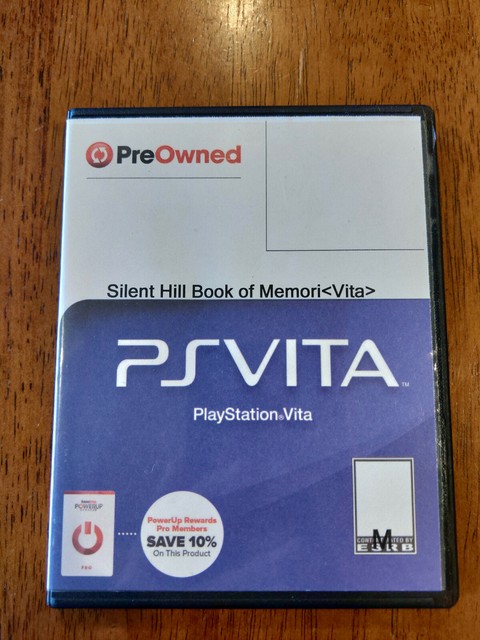 PreOwned
Silent Hill Book of Memori<Vita>
PSVITA™
PlayStation®Vita
POWERUP
PRO
PowerUp Rewards
Pro Members
SAVE 10%
On This Product
M
CONTENT RATED BY
ESRB